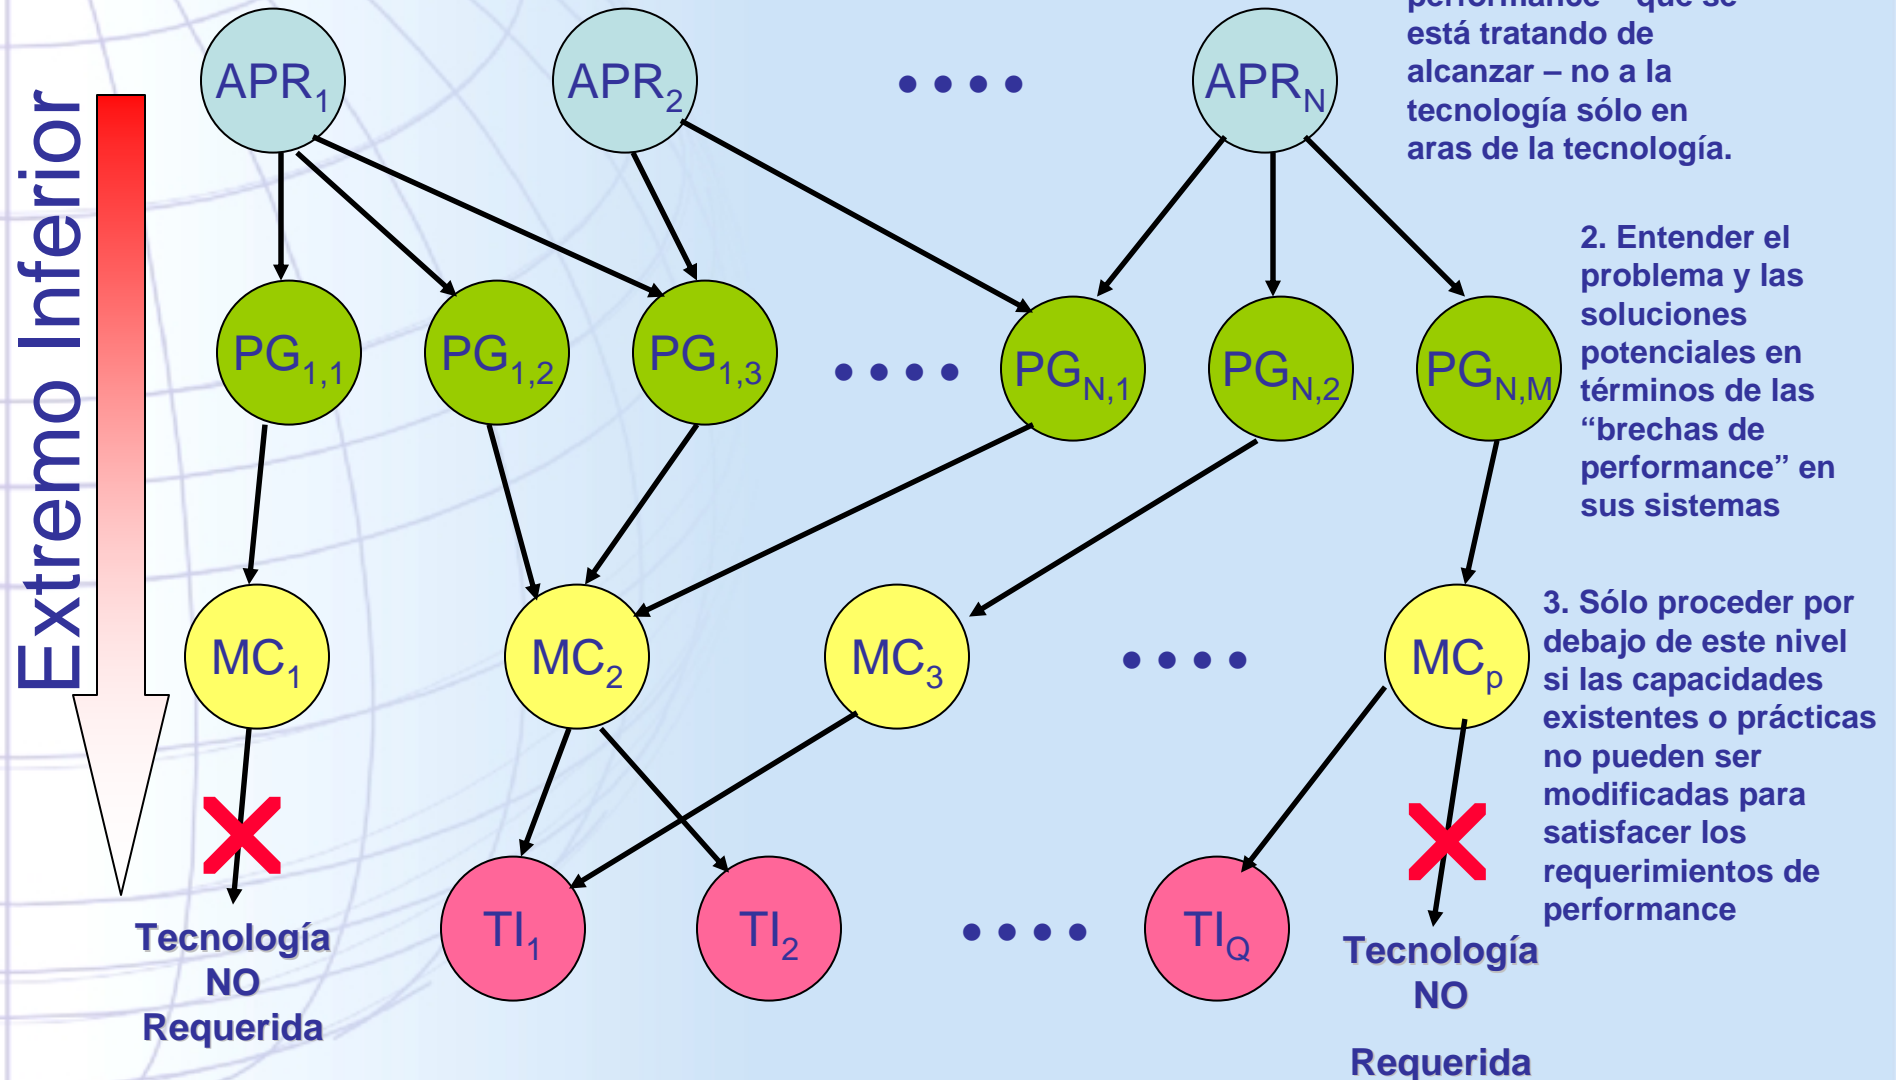 performance – que se
está tratando de
alcanzar – no a la
tecnología sólo en
aras de la tecnología.
Extremo Inferior
APR1
APR2
APRN
2. Entender el
problema y las
soluciones
potenciales en
términos de las
“brechas de
performance” en
sus sistemas
PG1,1
PG1,2
PG1,3
PGN,1
PGN,2
PGN,M
3. Sólo proceder por
debajo de este nivel
si las capacidades
existentes o prácticas
no pueden ser
modificadas para
satisfacer los
requerimientos de
performance
MC1
MC2
MC3
MCp
TI1
TI2
TIQ
Tecnología
NO
Requerida
Tecnología
NO
Requerida